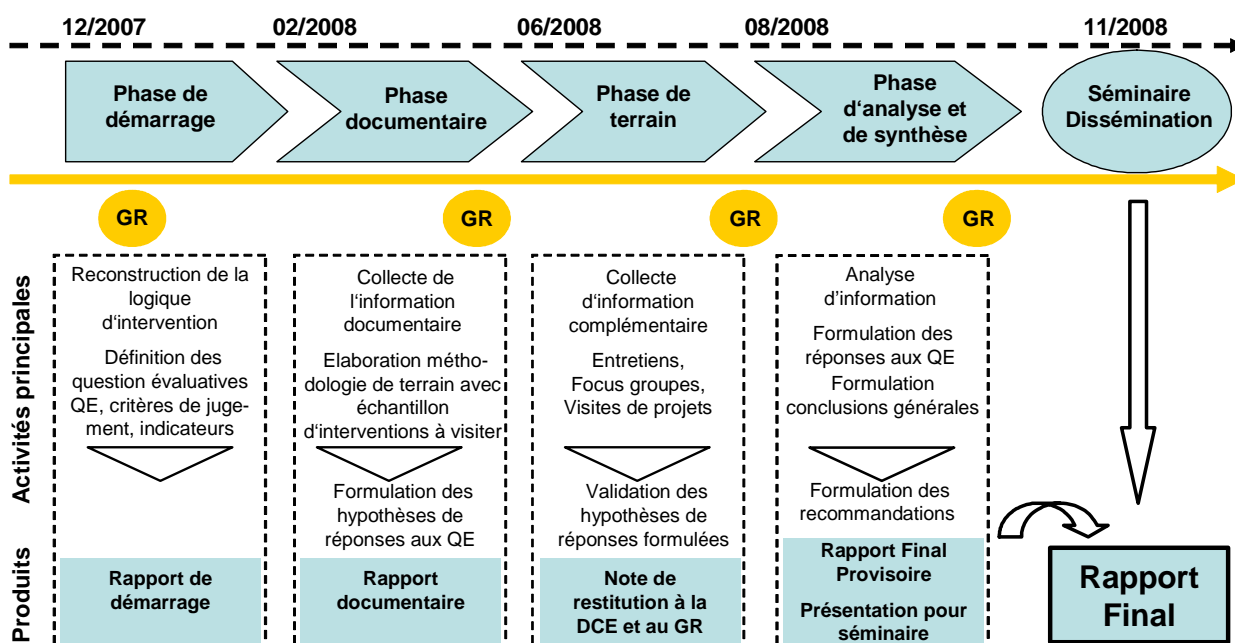 12/2007
02/2008
06/2008
08/2008
11/2008
Phase de
démarrage
Phase
documentaire
Phase de
terrain
Phase
d'analyse et
de synthèse
Séminaire
Dissémination
GR
GR
GR
GR
Activités principales
Reconstruction de la
logique
d'intervention
Définition des
question évaluatives
QE, critères de juge-
ment, indicateurs
Collecte de
l'information
documentaire
Elaboration métho-
dologie de terrain avec
échantillon
d'interventions à visiter
Formulation des
hypothèses de
réponses aux QE
Collecte
d'information
complémentaire
Entretiens,
Focus groupes,
Visites de projets
Validation des
hypothèses de
réponses formulées
Analyse
d'information
Formulation des
réponses aux QE
Formulation
conclusions générales
Formulation des
recommandations
Produits
Rapport de
démarrage
Rapport
documentaire
Note de
restitution à la
DCE et au GR
Rapport Final
Provisoire
Présentation pour
séminaire
Rapport
Final